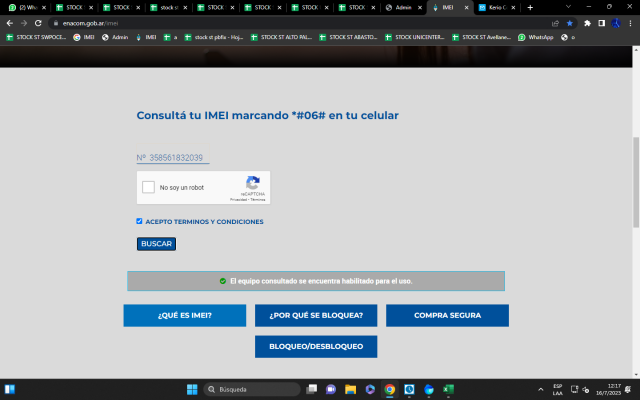 (2) Wha
STOCK
STOC
STOCK
stock st
STOCK
STOCK
STOCK
STOCK
Admin
IMEI
Kerio C
enacom.gob.ar/imei
STOCK ST SWPOCE...
IMEI
Admin
IMEI
a
stock st pbfix - Hoj...
STOCK ST ALTO PAL...
STOCK ST ABASTO...
STOCK UNICENTER...
STOCK ST Avellane...
WhatsApp
o
Consultá tu IMEI marcando *#06# en tu celular
Nº 358561832039
No soy un robot
reCAPTCHA
Privacidad - Términos
ACEPTO TERMINOS Y CONDICIONES
BUSCAR
El equipo consultado se encuentra habilitado para el uso.
¿QUÉ ES IMEI?
¿POR QUÉ SE BLOQUEA?
COMPRA SEGURA
BLOQUEO/DESBLOQUEO
Búsqueda
ESP
LAA
12:17
16/7/2023